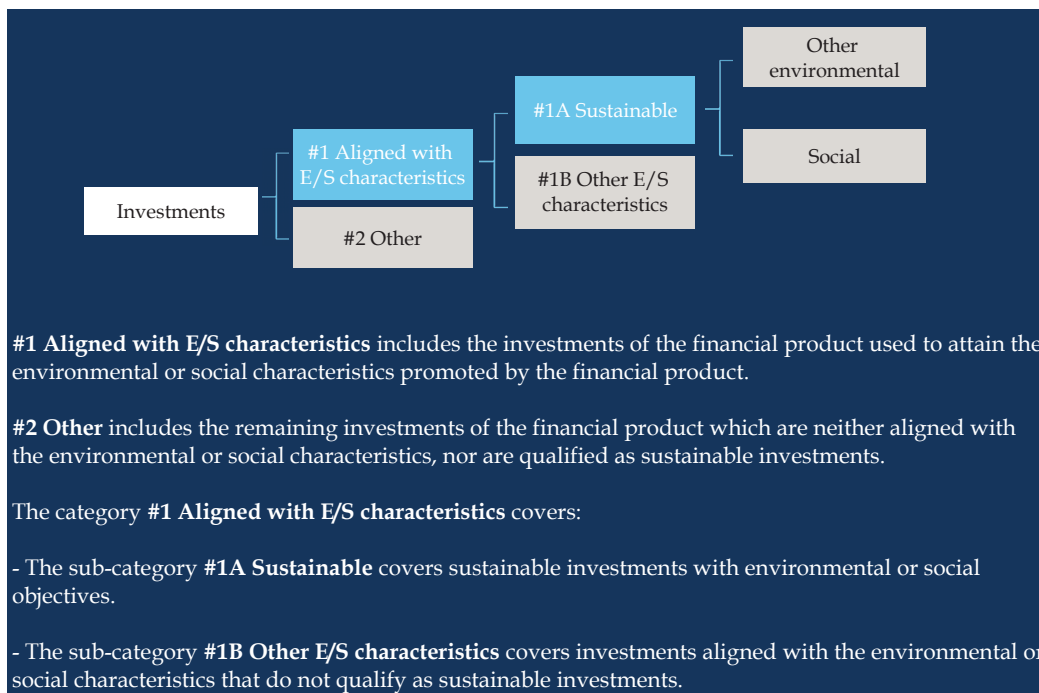 Other
environmental
#1A Sustainable
#1 Aligned with
E/S characteristics
Social
#1B Other E/S
characteristics
Investments
#2 Other
#1 Aligned with E/S characteristics includes the investments of the financial product used to attain the
environmental or social characteristics promoted by the financial product.
#2 Other includes the remaining investments of the financial product which are neither aligned with
the environmental or social characteristics, nor are qualified as sustainable investments.
The category #1 Aligned with E/S characteristics covers:
- The sub-category #1A Sustainable covers sustainable investments with environmental or social
objectives.
- The sub-category #1B Other E/S characteristics covers investments aligned with the environmental or
social characteristics that do not qualify as sustainable investments.